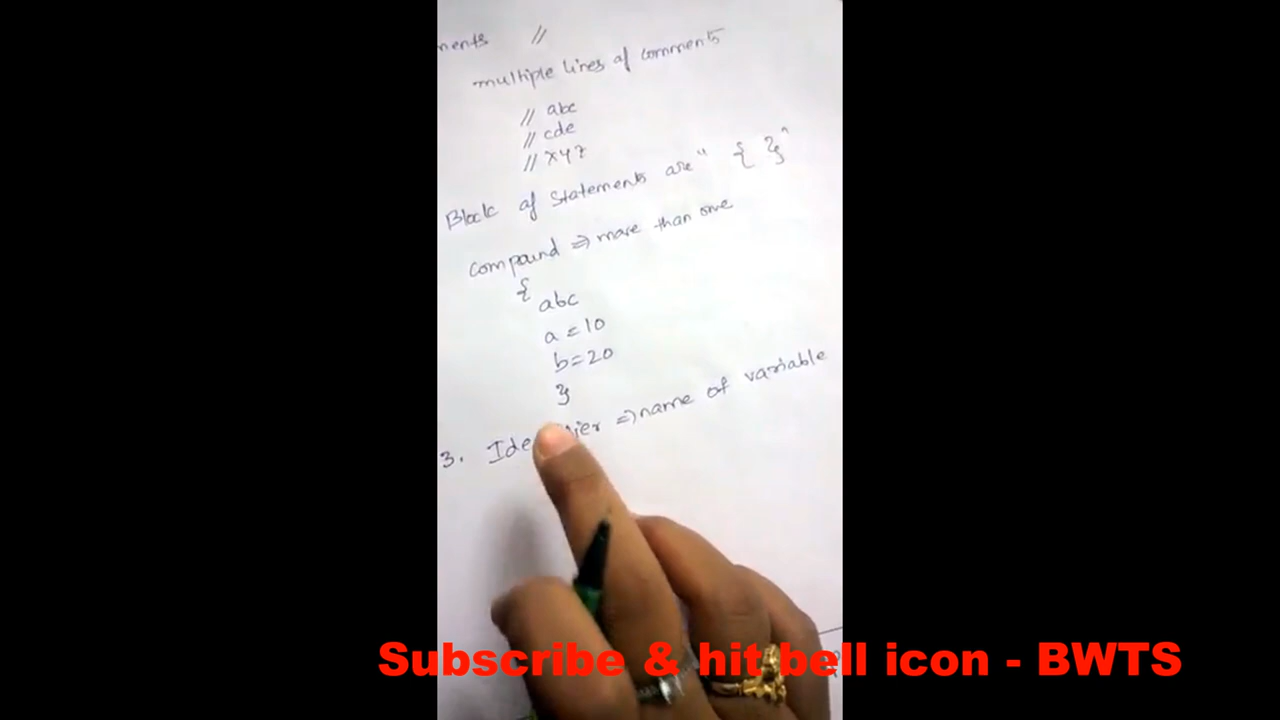 ments //
multiple lines of comments
// abc
// cde
// xyz
Block of statements are " { } "
compound => more than one
{
abc
a = 10
b = 20
}
3. Ide ier => name of variable
Subscribe & hit bell icon - BWTS